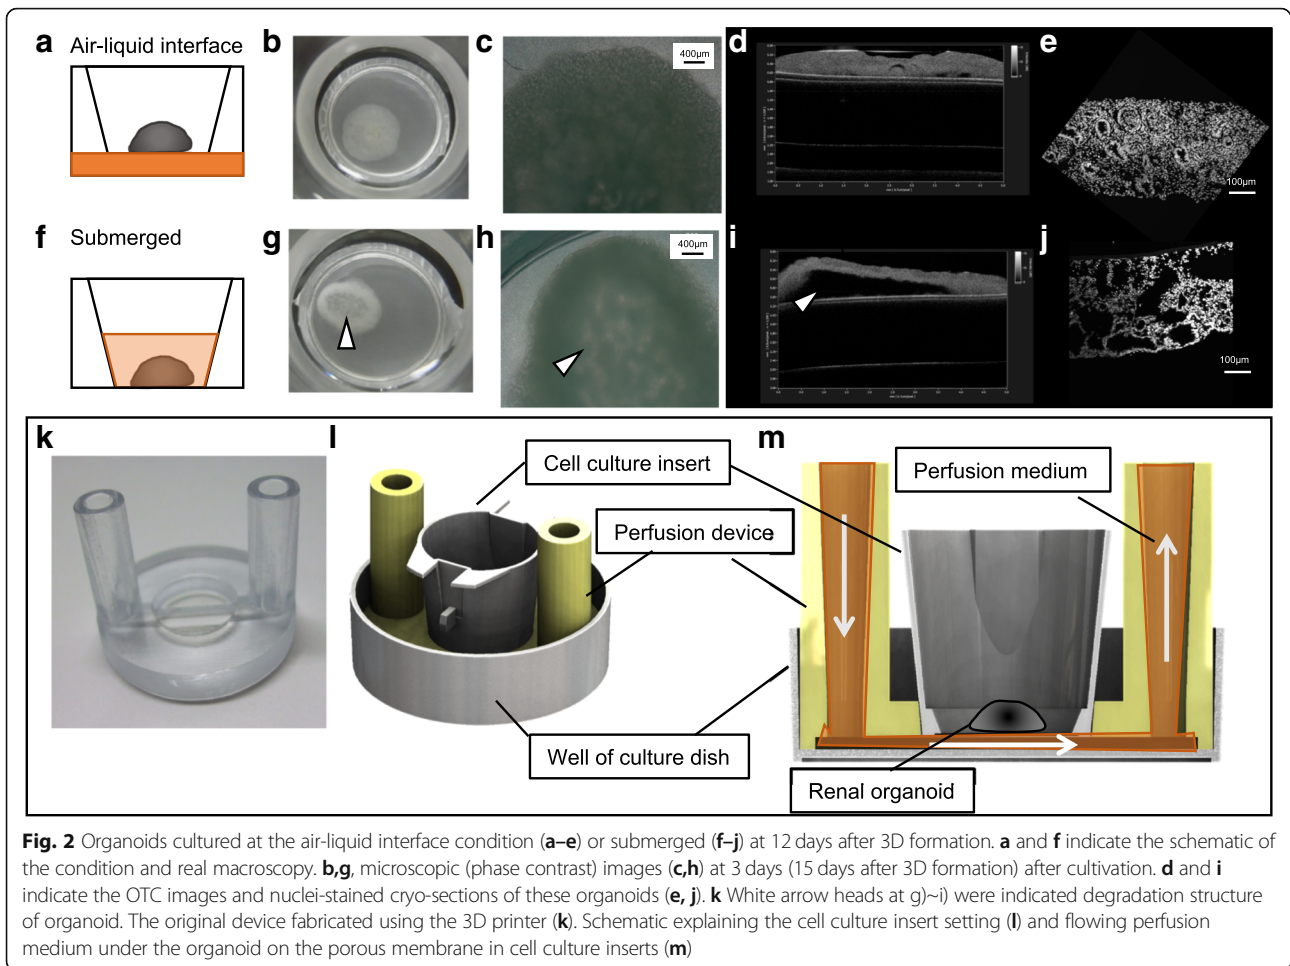 a Air-liquid interface
b
c
400µm
d
e
100µm
f Submerged
g
h
400µm
i
j
100µm
k
l
m
Cell culture insert
Perfusion medium
Perfusion device
Well of culture dish
Renal organoid
Fig. 2 Organoids cultured at the air-liquid interface condition (a–e) or submerged (f–j) at 12 days after 3D formation. a and f indicate the schematic of
the condition and real macroscopy. b,g, microscopic (phase contrast) images (c,h) at 3 days (15 days after 3D formation) after cultivation. d and i
indicate the OTC images and nuclei-stained cryo-sections of these organoids (e, j). k White arrow heads at g)~i) were indicated degradation structure
of organoid. The original device fabricated using the 3D printer (k). Schematic explaining the cell culture insert setting (l) and flowing perfusion
medium under the organoid on the porous membrane in cell culture inserts (m)